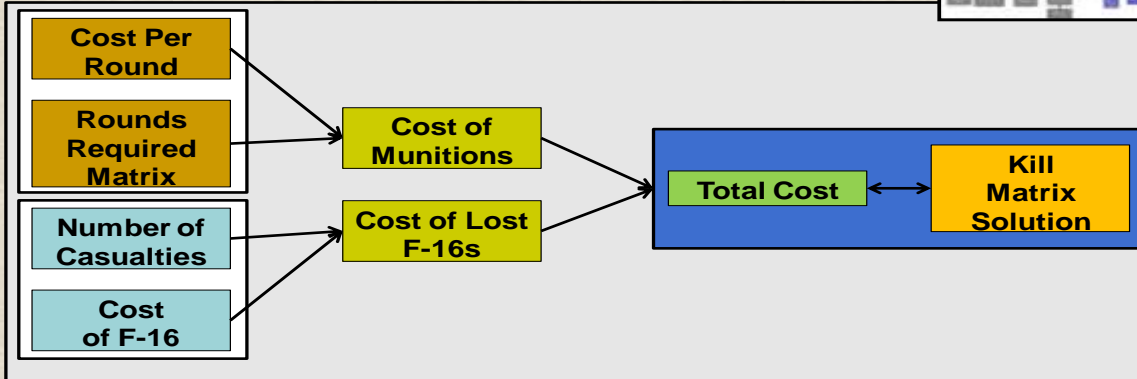 Cost Per
Round
Rounds
Required
Matrix
Number of
Casualties
Cost
of F-16
Cost of
Munitions
Cost of Lost
F-16s
Total Cost
Kill
Matrix
Solution